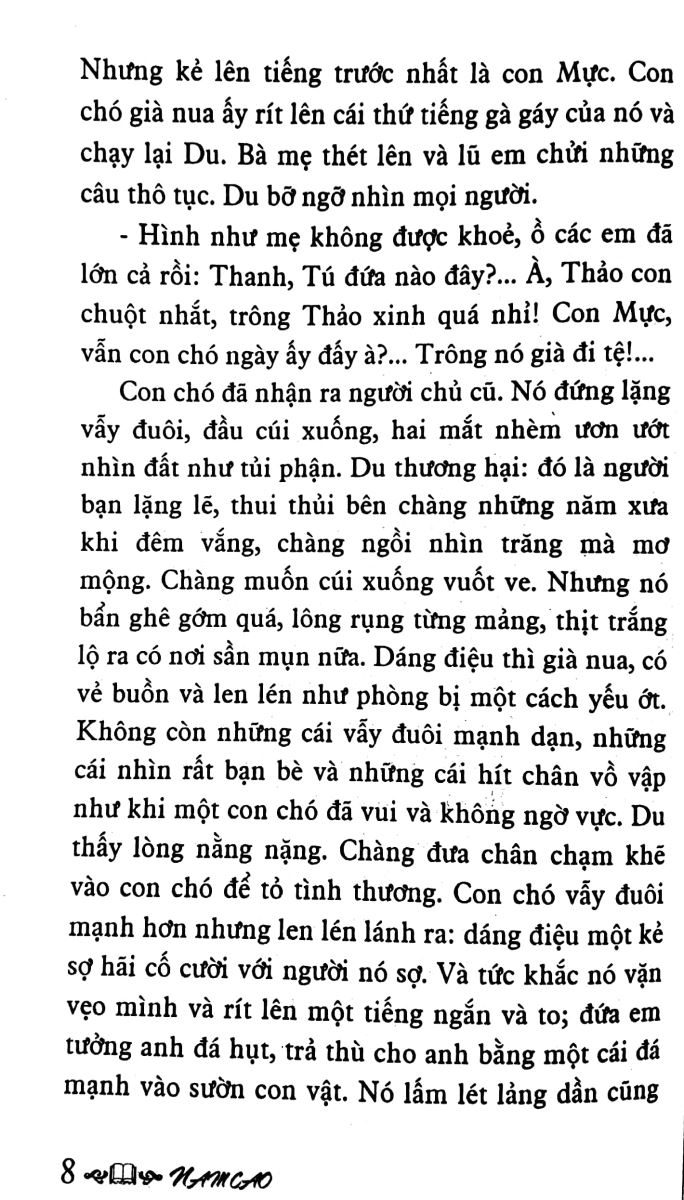 Nhưng kẻ lên tiếng trước nhất là con Mực. Con
chó già nua ấy rít lên cái thứ tiếng gà gáy của nó và
chạy lại Du. Bà mẹ thét lên và lũ em chửi những
câu thô tục. Du bỡ ngỡ nhìn mọi người.
- Hình như mẹ không được khoẻ, ồ các em đã
lớn cả rồi: Thanh, Tú đứa nào đây?... À, Thảo con
chuột nhắt, trông Thảo xinh quá nhỉ! Con Mực,
vẫn con chó ngày ấy đấy à?... Trông nó già đi tệ!...
Con chó đã nhận ra người chủ cũ. Nó đứng lặng
vẫy đuôi, đầu cúi xuống, hai mắt nhèm ươn ướt
nhìn đất như tủi phận. Du thương hại: đó là người
bạn lặng lẽ, thui thủi bên chàng những năm xưa
khi đêm vắng, chàng ngồi nhìn trăng mà mơ
mộng. Chàng muốn cúi xuống vuốt ve. Nhưng nó
bẩn ghê gớm quá, lông rụng từng mảng, thịt trắng
lộ ra có nơi sần mụn nữa. Dáng điệu thì già nua, có
vẻ buồn và len lén như phòng bị một cách yếu ớt.
Không còn những cái vẫy đuôi mạnh dạn, những
cái nhìn rất bạn bè và những cái hít chân vồ vập
như khi một con chó đã vui và không ngờ vực. Du
thấy lòng nằng nặng. Chàng đưa chân chạm khẽ
vào con chó để tỏ tình thương. Con chó vẫy đuôi
mạnh hơn nhưng len lén lánh ra: dáng điệu một kẻ
sợ hãi cố cười với người nó sợ. Và tức khắc nó vặn
vẹo mình và rít lên một tiếng ngắn và to; đứa em
tưởng anh đá hụt, trả thù cho anh bằng một cái đá
mạnh vào sườn con vật. Nó lấm lét lảng dần cũng
8 NAM CAO